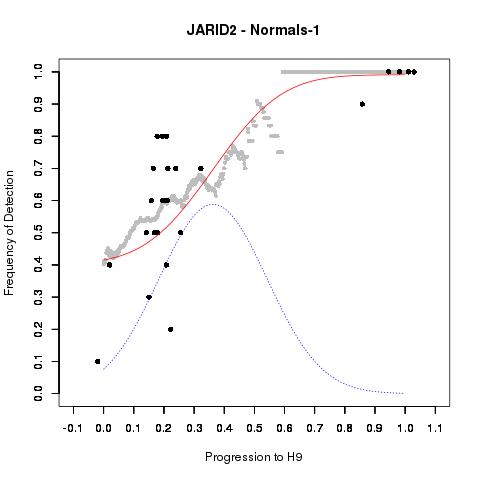 JARID2 - Normals-1
Frequency of Detection
1.0
0.9
0.8
0.7
0.6
0.5
0.4
0.3
0.2
0.1
0.0
-0.1 0.0 0.1 0.2 0.3 0.4 0.5 0.6 0.7 0.8 0.9 1.0 1.1
Progression to H9